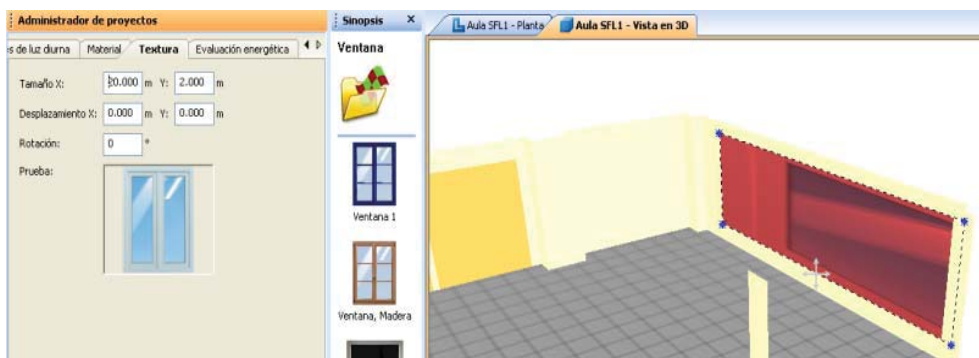 Administrador de proyectos
es de luz diurna Material Textura Evaluación energética
Tamaño X: 20.000 m Y: 2.000 m
Desplazamiento X: 0.000 m Y: 0.000 m
Rotación: 0 °
Prueba:
Sinopsis X
Ventana
Ventana 1
Ventana, Madera
Aula SFL1 - Planta Aula SFL1 - Vista en 3D